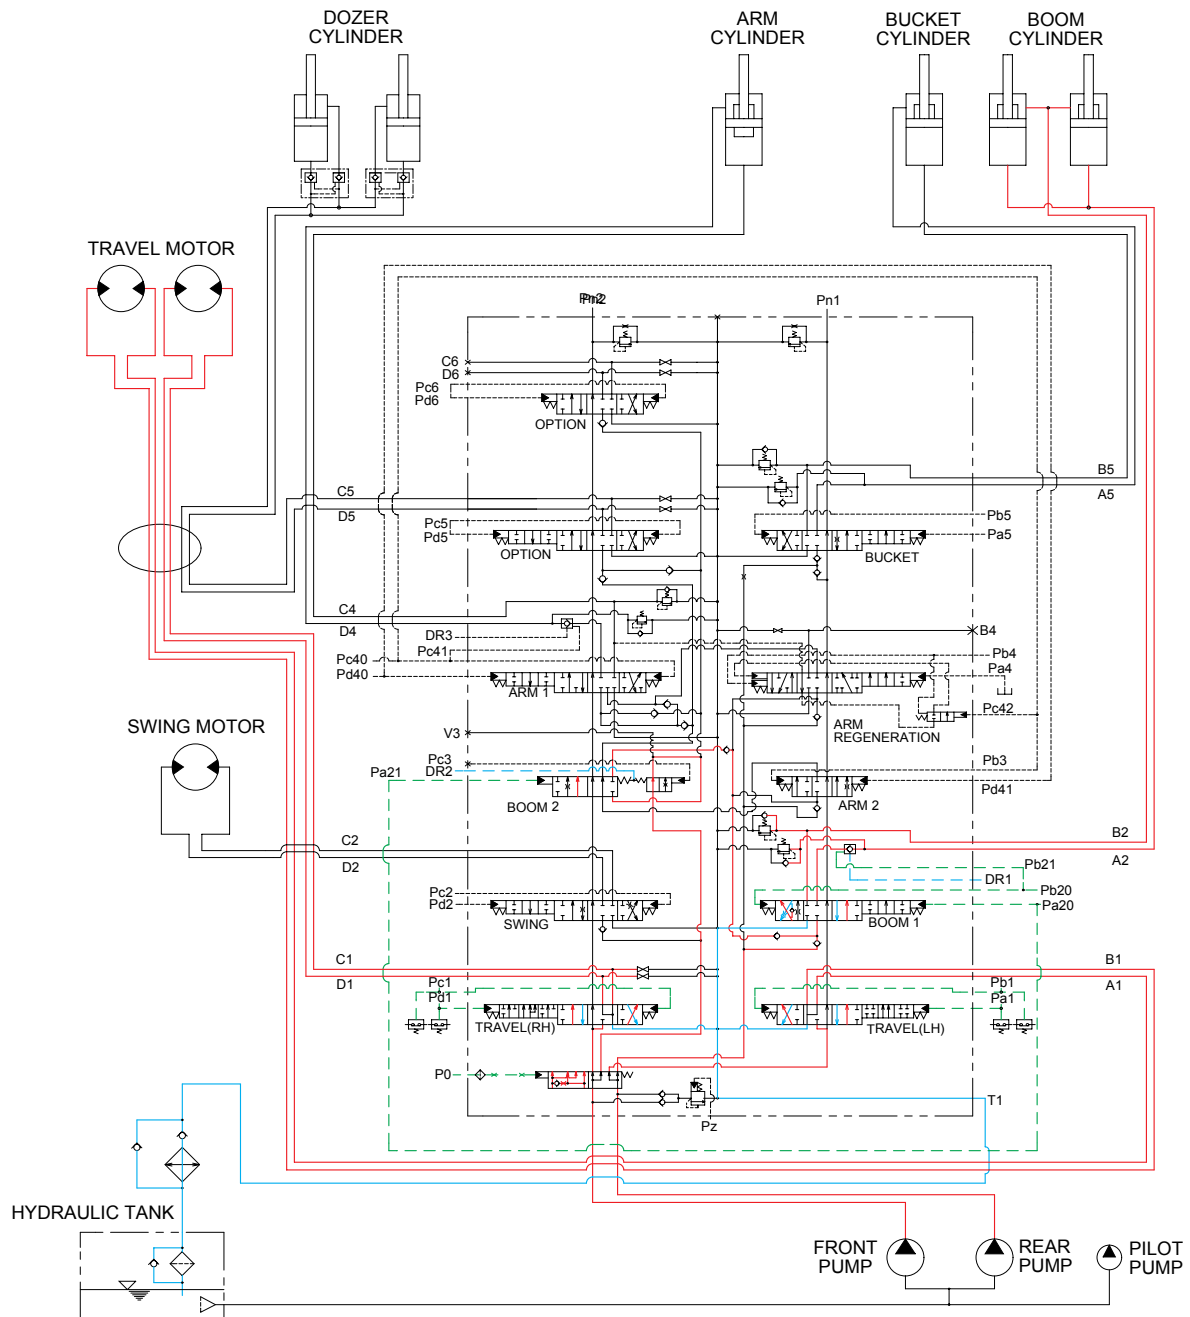 DOZER
CYLINDER
ARM
CYLINDER
BUCKET
CYLINDER
BOOM
CYLINDER
TRAVEL MOTOR
Pn2
Pn1
C6
D6
Pc6
Pd6
OPTION
C5
D5
B5
A5
Pc5
Pd5
OPTION
Pb5
Pa5
BUCKET
C4
D4
DR3
Pc41
B4
Pc40
Pd40
ARM 1
Pb4
Pa4
ARM
REGENERATION
Pc42
SWING MOTOR
V3
Pc3
DR2
Pa21
BOOM 2
Pb3
Pd41
ARM 2
C2
D2
B2
A2
Pb21
DR1
Pc2
Pd2
SWING
Pb20
Pa20
BOOM 1
C1
D1
B1
A1
Pc1
Pd1
TRAVEL(RH)
Pb1
Pa1
TRAVEL(LH)
P0
T1
Pz
HYDRAULIC TANK
FRONT
PUMP
REAR
PUMP
PILOT
PUMP